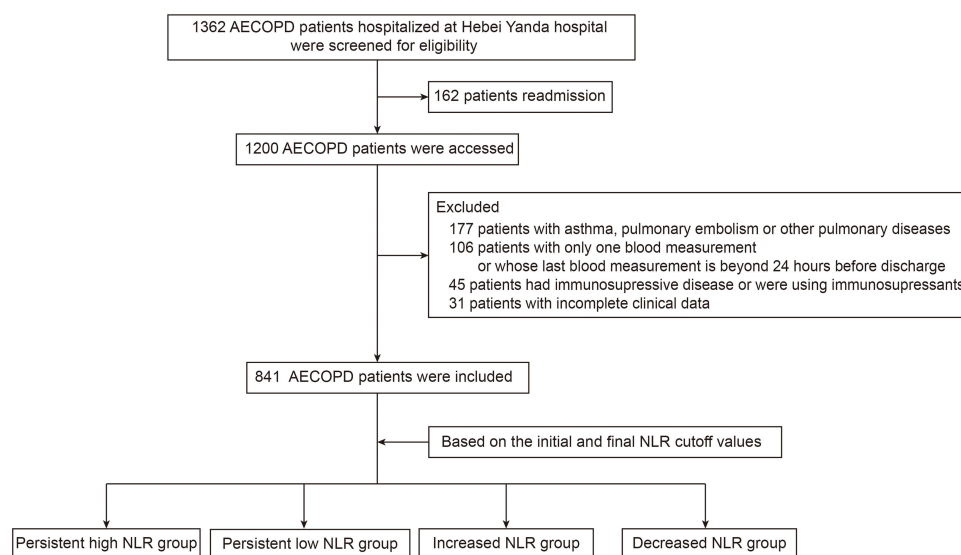 1362 AECOPD patients hospitalized at Hebei Yanda hospital
were screened for eligibility
162 patients readmission
1200 AECOPD patients were accessed
Excluded
177 patients with asthma, pulmonary embolism or other pulmonary diseases
106 patients with only one blood measurement
or whose last blood measurement is beyond 24 hours before discharge
45 patients had immunosupressive disease or were using immunosupressants
31 patients with incomplete clinical data
841 AECOPD patients were included
Based on the initial and final NLR cutoff values
Persistent high NLR group
Persistent low NLR group
Increased NLR group
Decreased NLR group